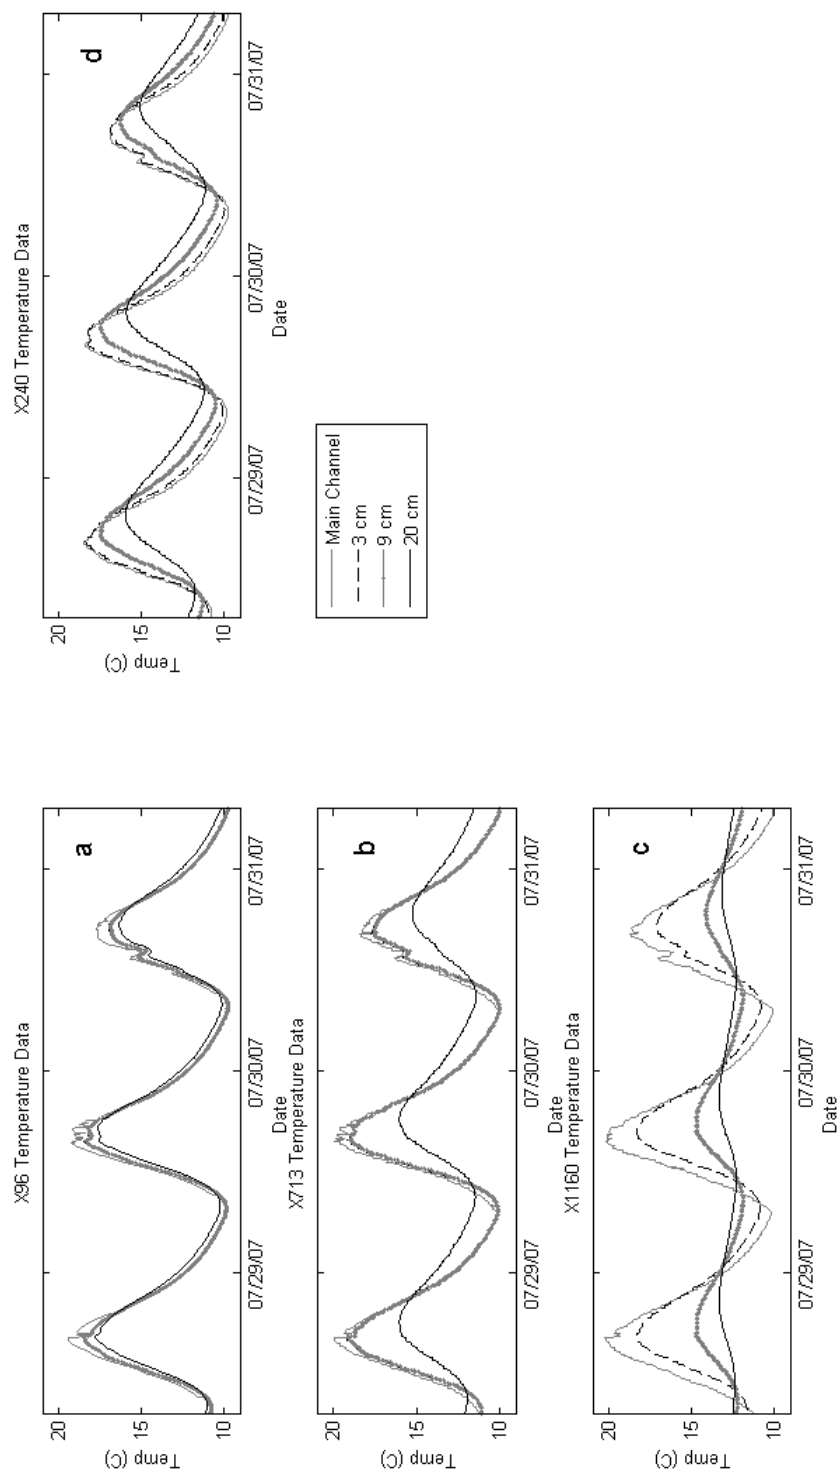 X96 Temperature Data
a
20
15
10
Temp (C)
07/29/07
07/30/07
07/31/07
Date
X240 Temperature Data
d
20
15
10
Temp (C)
07/29/07
07/30/07
07/31/07
Date
X713 Temperature Data
b
20
15
10
Temp (C)
07/29/07
07/30/07
07/31/07
Date
Main Channel
3 cm
9 cm
20 cm
X1160 Temperature Data
c
20
15
10
Temp (C)
07/29/07
07/30/07
07/31/07
Date